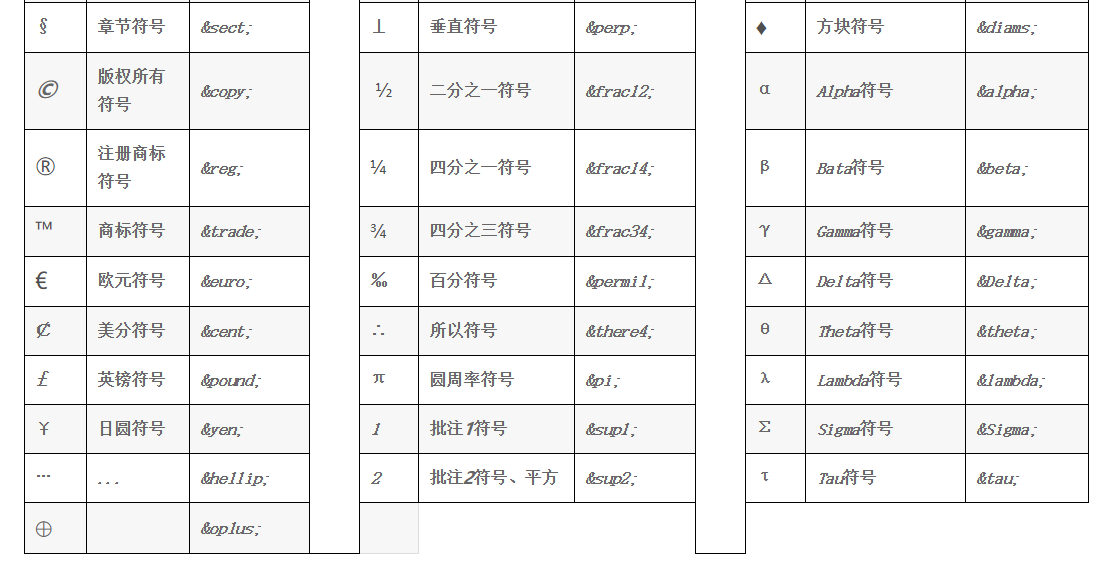 § 章节符号 &sect; ⊥ 垂直符号 &perp; ♦ 方块符号 &diams;
© 版权所有
符号 &copy; ½ 二分之一符号 &frac12; α Alpha符号 &alpha;
® 注册商标
符号 &reg; ¼ 四分之一符号 &frac14; β Bata符号 &beta;
™ 商标符号 &trade; ¾ 四分之三符号 &frac34; γ Gamma符号 &gamma;
€ 欧元符号 &euro; ‰ 百分符号 &permil; Δ Delta符号 &Delta;
₡ 美分符号 &cent; ∴ 所以符号 &there4; θ Theta符号 &theta;
£ 英镑符号 &pound; π 圆周率符号 &pi; λ Lambda符号 &lambda;
¥ 日圆符号 &yen; 1 批注1符号 &sup1; Σ Sigma符号 &Sigma;
… ... &hellip; 2 批注2符号、平方 &sup2; τ Tau符号 &tau;
⊕ &oplus;